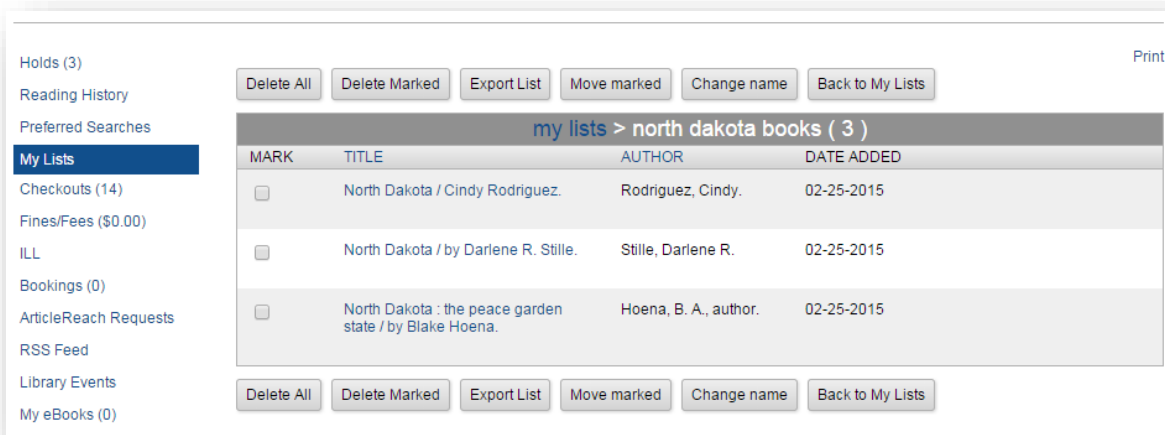 Print
Holds (3)
Reading History
Preferred Searches
My Lists
Checkouts (14)
Fines/Fees ($0.00)
ILL
Bookings (0)
ArticleReach Requests
RSS Feed
Library Events
My eBooks (0)
Delete All Delete Marked Export List Move marked Change name Back to My Lists
my lists > north dakota books ( 3 )
MARK TITLE AUTHOR DATE ADDED
North Dakota / Cindy Rodriguez. Rodriguez, Cindy. 02-25-2015
North Dakota / by Darlene R. Stille. Stille, Darlene R. 02-25-2015
North Dakota : the peace garden Hoena, B. A., author. 02-25-2015
state / by Blake Hoena.
Delete All Delete Marked Export List Move marked Change name Back to My Lists